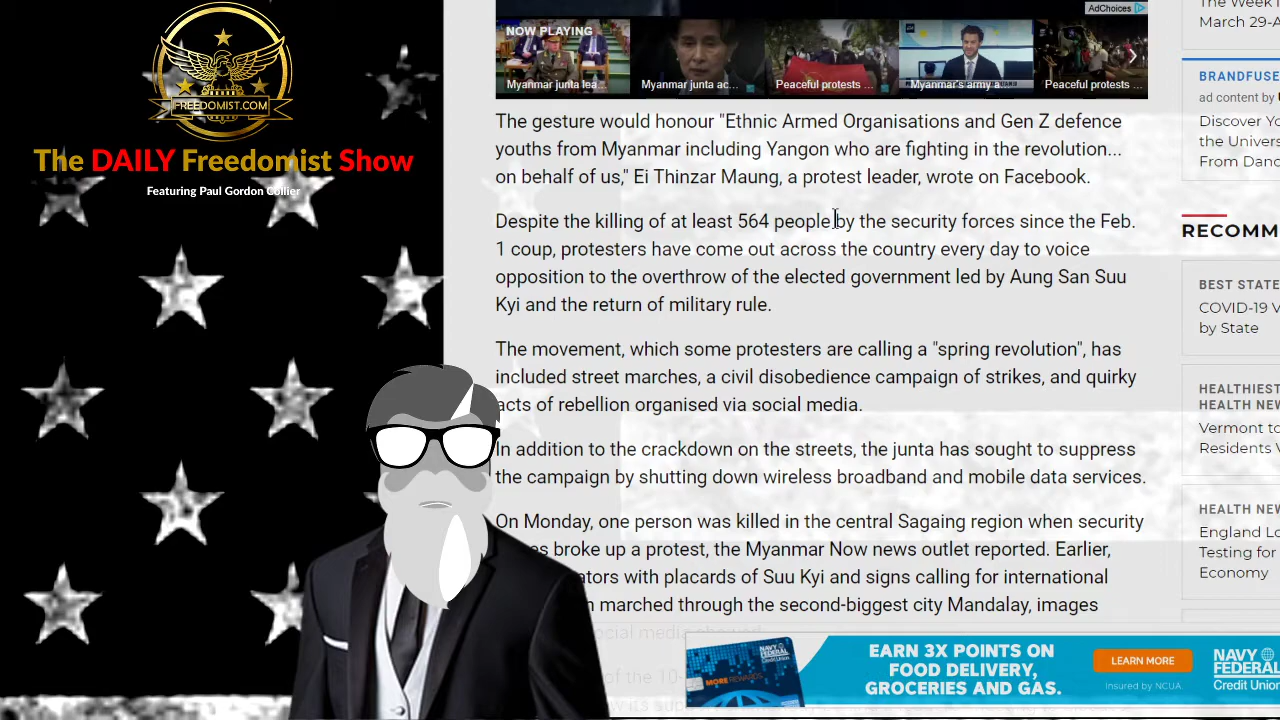 FREEDOMIST.COM
The DAILY Freedomist Show
Featuring Paul Gordon Collier
AdChoices
NOW PLAYING
Myanmar junta lea...
Myanmar junta ac...
Peaceful protests ...
Myanmar's army a...
Peaceful protests ...
The gesture would honour "Ethnic Armed Organisations and Gen Z defence
youths from Myanmar including Yangon who are fighting in the revolution...
on behalf of us," Ei Thinzar Maung, a protest leader, wrote on Facebook.
Despite the killing of at least 564 people by the security forces since the Feb.
1 coup, protesters have come out across the country every day to voice
opposition to the overthrow of the elected government led by Aung San Suu
Kyi and the return of military rule.
The movement, which some protesters are calling a "spring revolution", has
included street marches, a civil disobedience campaign of strikes, and quirky
acts of rebellion organised via social media.
In addition to the crackdown on the streets, the junta has sought to suppress
the campaign by shutting down wireless broadband and mobile data services.
On Monday, one person was killed in the central Sagaing region when security
es broke up a protest, the Myanmar Now news outlet reported. Earlier,
ators with placards of Suu Kyi and signs calling for international
marched through the second-biggest city Mandalay, images
ocial media showed.
of the 10-
The Week i
March 29-A
BRANDFUSE
ad content by
Discover Yo
the Univers
From Danc
RECOMM
BEST STATE
COVID-19 V
by State
HEALTHIEST
HEALTH NEW
Vermont to
Residents V
HEALTH NEW
England Lo
Testing for
Economy
MORE REWARDS
EARN 3X POINTS ON
FOOD DELIVERY,
GROCERIES AND GAS.
LEARN MORE
Insured by NCUA.
NAVY
FEDERAL
Credit Union